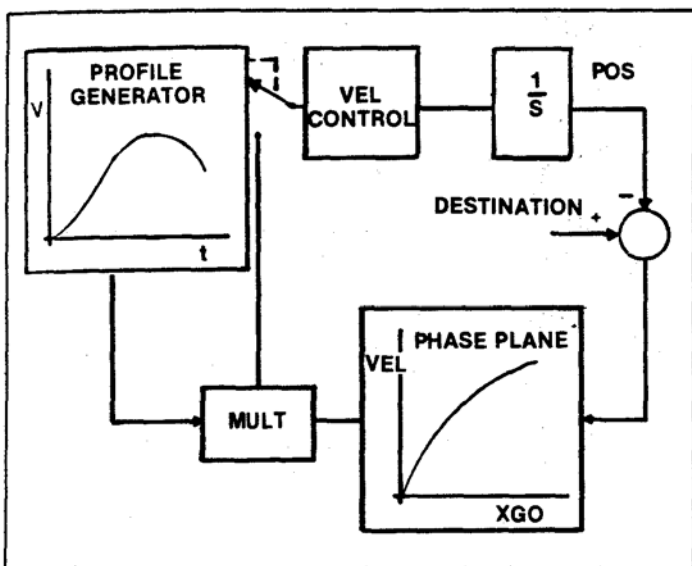 PROFILE
GENERATOR
V
t
VEL
CONTROL
1
S
POS
−
DESTINATION +
PHASE PLANE
VEL
XGO
MULT